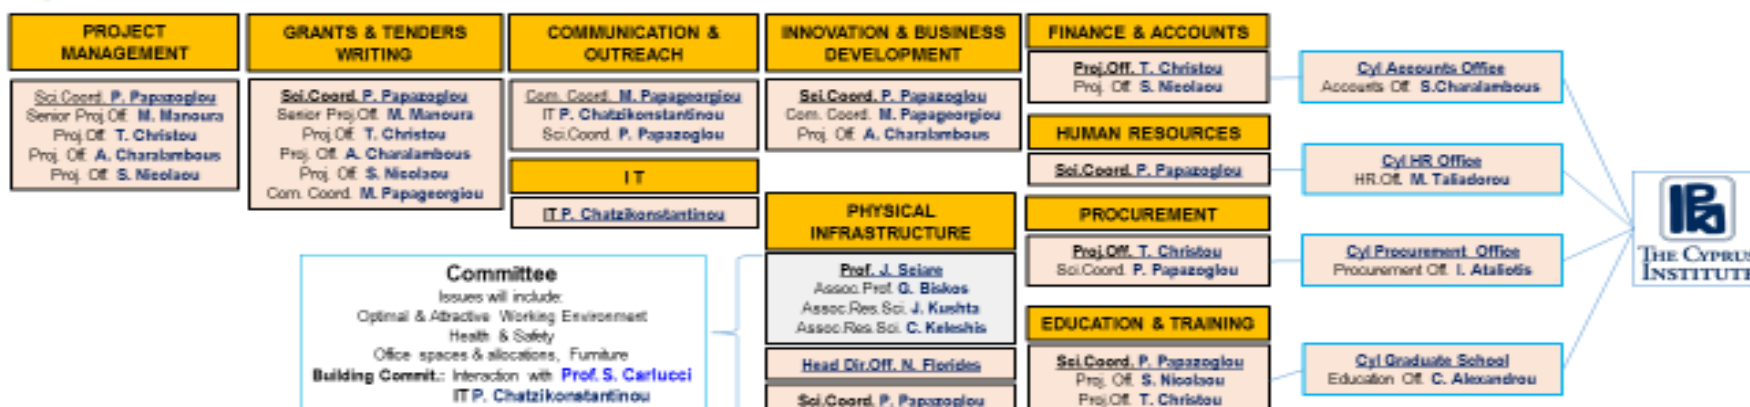 PROJECT
MANAGEMENT
Sci.Coord. P. Papazoglou
Senior Proj.Off. M. Manoura
Proj.Off. T. Christou
Proj. Off. A. Charalambous
Proj. Off. S. Nicolaou
GRANTS & TENDERS
WRITING
Sci.Coord. P. Papazoglou
Senior Proj.Off. M. Manoura
Proj.Off. T. Christou
Proj. Off. A. Charalambous
Proj. Off. S. Nicolaou
Com. Coord. M. Papageorgiou
COMMUNICATION &
OUTREACH
Com. Coord. M. Papageorgiou
IT P. Chatzikonstantinou
Sci.Coord. P. Papazoglou
IT
IT P. Chatzikonstantinou
INNOVATION & BUSINESS
DEVELOPMENT
Sci.Coord. P. Papazoglou
Com. Coord. M. Papageorgiou
Proj. Off. A. Charalambous
PHYSICAL
INFRASTRUCTURE
Prof. J. Sciare
Assoc.Prof. G. Biskos
Assoc.Res.Sci. J. Kushta
Assoc.Res.Sci. C. Keleshis
Head Dir.Off. N. Florides
Sci.Coord. P. Papazoglou
Committee
Issues will include:
Optimal & Attractive Working Environment
Health & Safety
Office spaces & allocations, Furniture
Building Commit.: Interaction with Prof. S. Carlucci
IT P. Chatzikonstantinou
FINANCE & ACCOUNTS
Proj.Off. T. Christou
Proj. Off. S. Nicolaou
HUMAN RESOURCES
Sci.Coord. P. Papazoglou
PROCUREMENT
Proj.Off. T. Christou
Sci.Coord. P. Papazoglou
EDUCATION & TRAINING
Sci.Coord. P. Papazoglou
Proj. Off. S. Nicolaou
Proj.Off. T. Christou
CyI Accounts Office
Accounts Off. S.Charalambous
CyI HR Office
HR.Off. M. Taliadorou
CyI Procurement Office
Procurement Off. I. Ataliotis
CyI Graduate School
Education Off. C. Alexandrou
THE CYPRUS
INSTITUTE